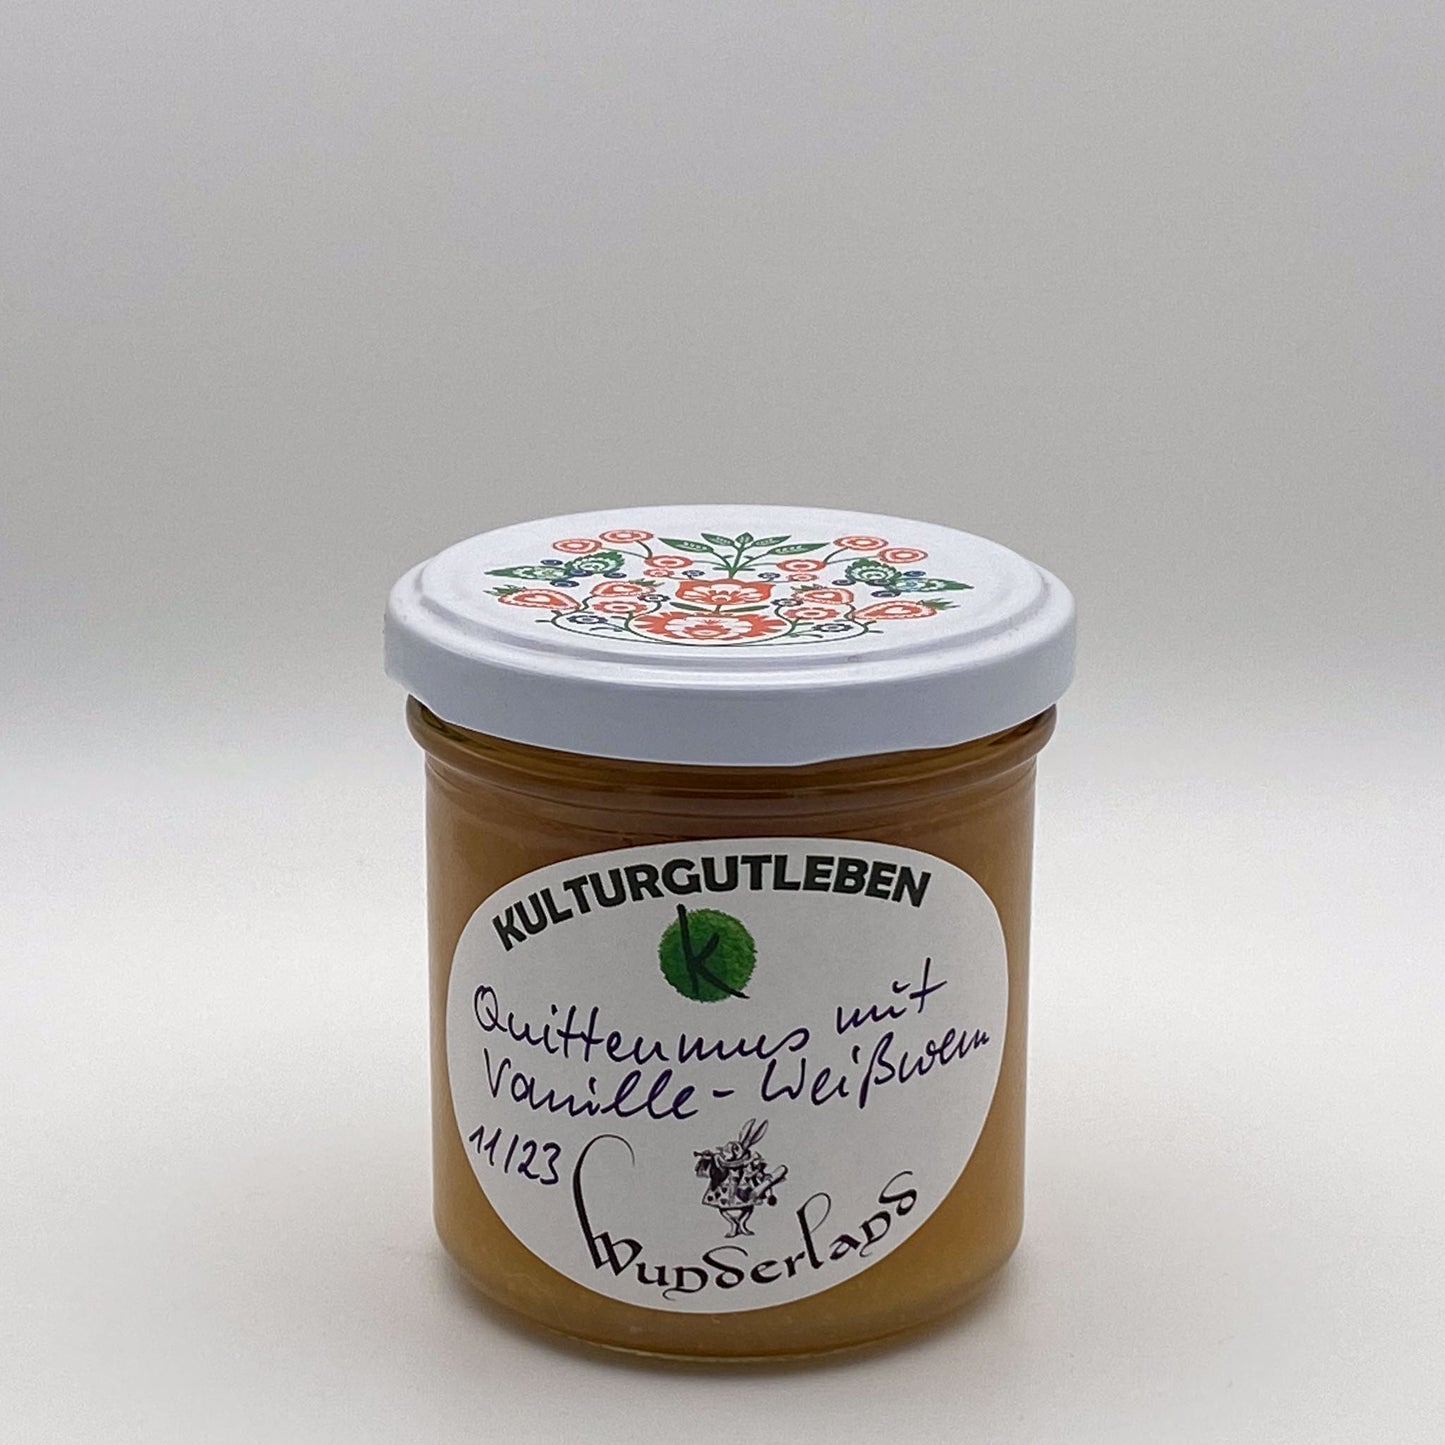 KULTURGUTLEBEN
k
Quittenmus mit
Vanille-Weißwein
11/23
Wunderland